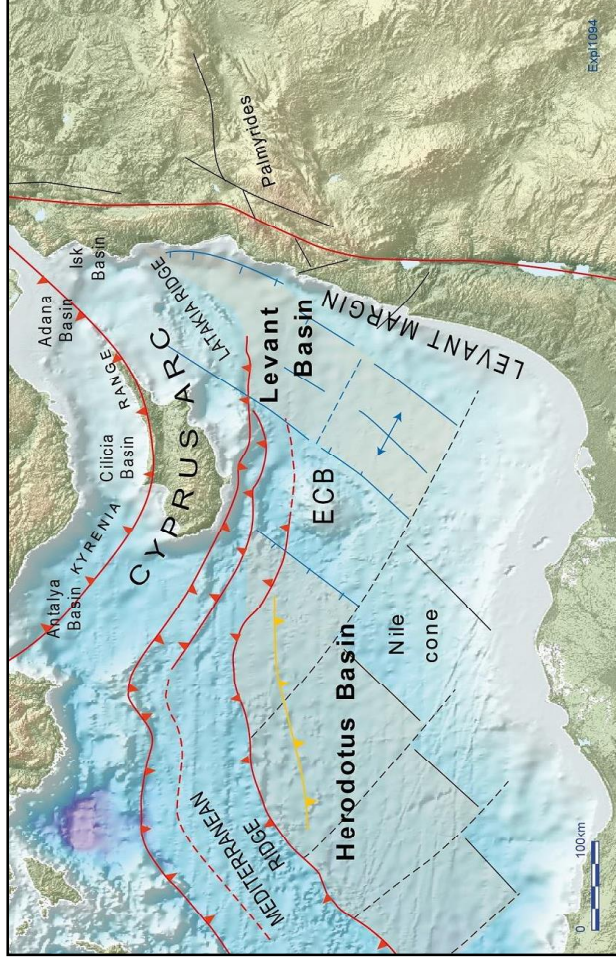 Expl1094
Palmyrides
Isk
Basin
Adana
Basin
LATAKIA RIDGE
Levant
Basin
LEVANT MARGIN
RANGE
Cilicia
Basin
CYPRUS ARC
KYRENIA
ECB
Antalya
Basin
Nile
cone
Herodotus Basin
MEDITERRANEAN
RIDGE
0
100km